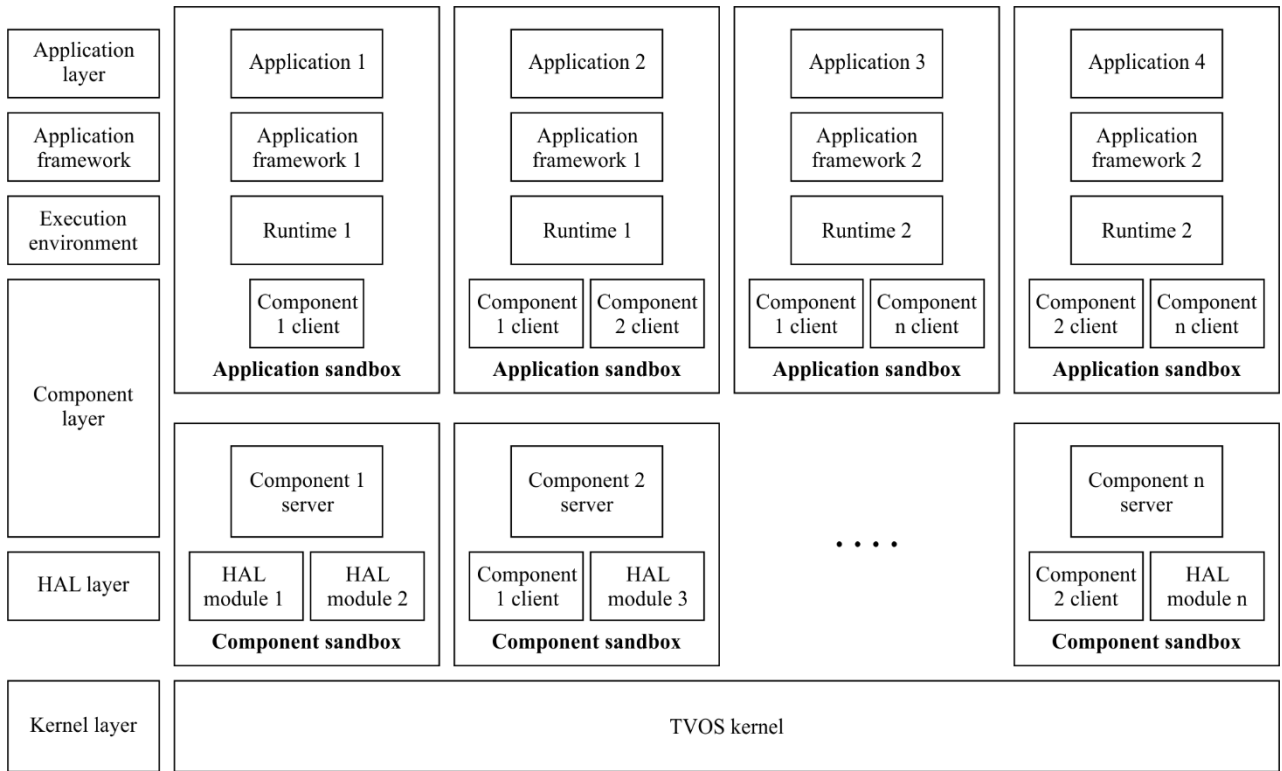 Application
layer
Application 1
Application 2
Application 3
Application 4
Application
framework
Application
framework 1
Application
framework 1
Application
framework 2
Application
framework 2
Execution
environment
Runtime 1
Runtime 1
Runtime 2
Runtime 2
Component
1 client
Component
1 client
Component
2 client
Component
1 client
Component
n client
Component
2 client
Component
n client
Application sandbox
Application sandbox
Application sandbox
Application sandbox
Component
layer
Component 1
server
Component 2
server
Component n
server
. . . .
HAL layer
HAL
module 1
HAL
module 2
Component
1 client
HAL
module 3
Component
2 client
HAL
module n
Component sandbox
Component sandbox
Component sandbox
Kernel layer
TVOS kernel